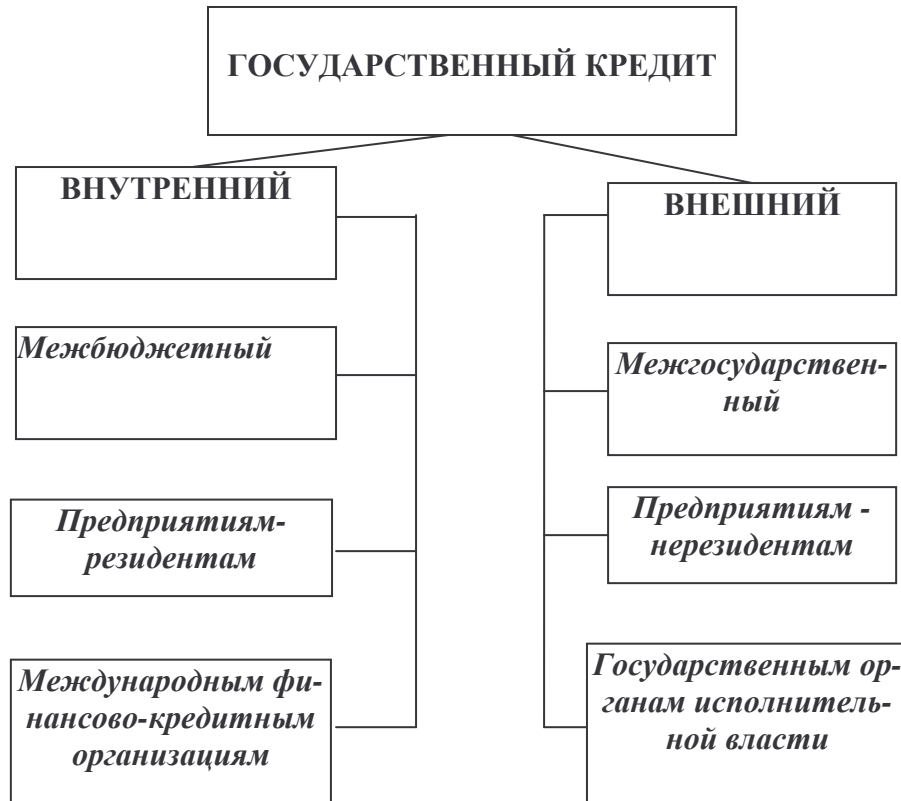 ГОСУДАРСТВЕННЫЙ КРЕДИТ
ВНУТРЕННИЙ
Межбюджетный
Предприятиям-
резидентам
Международным фи-
нансово-кредитным
организациям
ВНЕШНИЙ
Межгосударствен-
ный
Предприятиям -
нерезидентам
Государственным ор-
ганам исполнитель-
ной власти